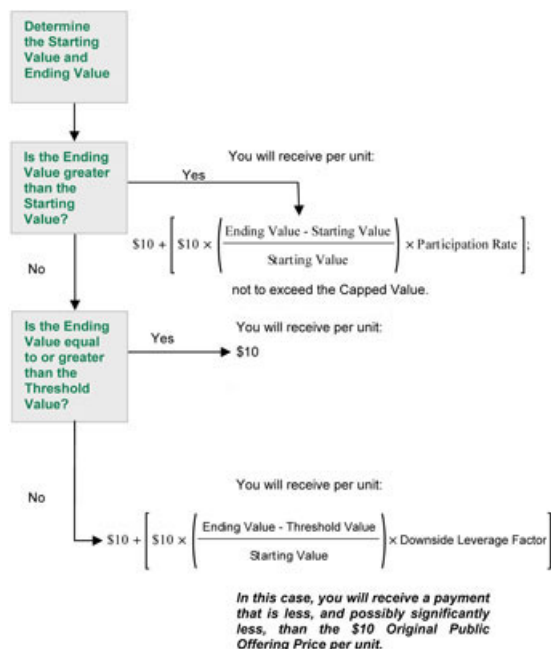 Determine
the Starting
Value and
Ending Value
Is the Ending
Value greater
than the
Starting
Value?
Yes
You will receive per unit:
$10 + [ $10 × ( Ending Value - Starting Value / Starting Value ) × Participation Rate ];
not to exceed the Capped Value.
No
Is the Ending
Value equal
to or greater
than the
Threshold
Value?
Yes
You will receive per unit:
$10
No
You will receive per unit:
$10 + [ $10 × ( Ending Value - Threshold Value / Starting Value ) × Downside Leverage Factor ]
In this case, you will receive a payment
that is less, and possibly significantly
less, than the $10 Original Public
Offering Price per unit.